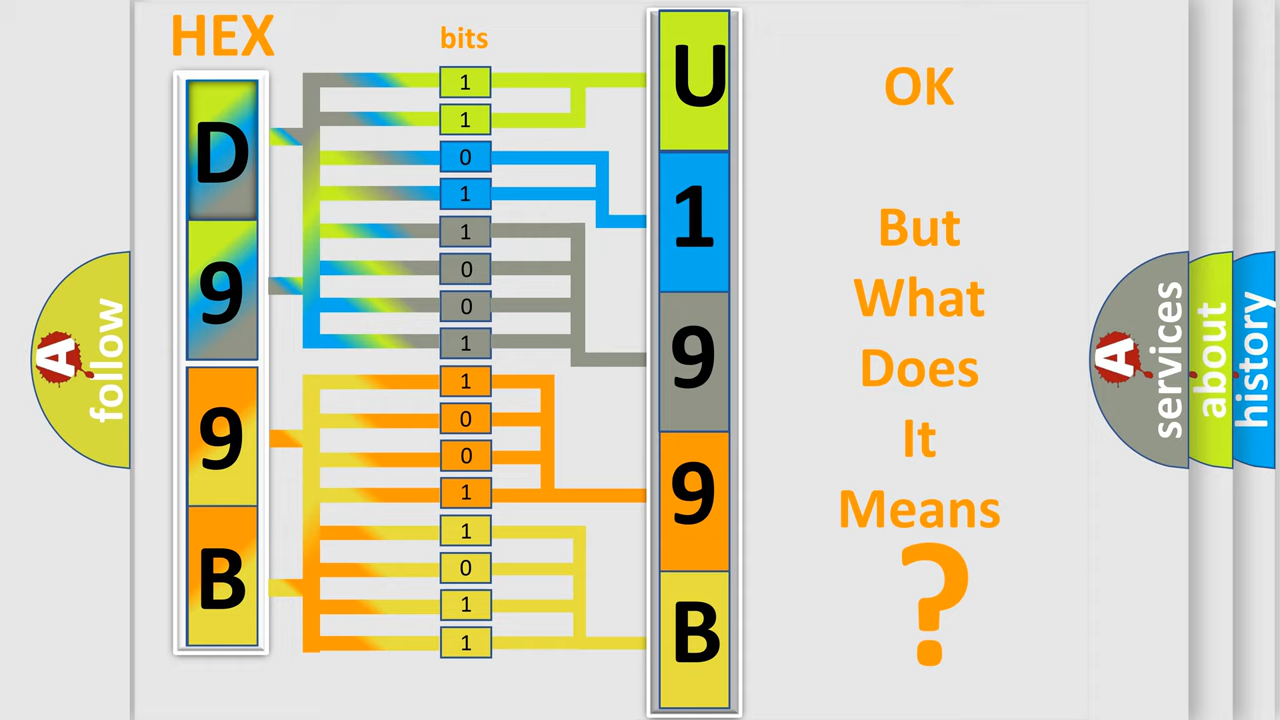 HEX
bits
D
9
9
B
1
1
0
1
1
0
0
1
1
0
0
1
1
0
1
1
U
1
9
9
B
OK
But
What
Does
It
Means
?
A
follow
A
services
about
history